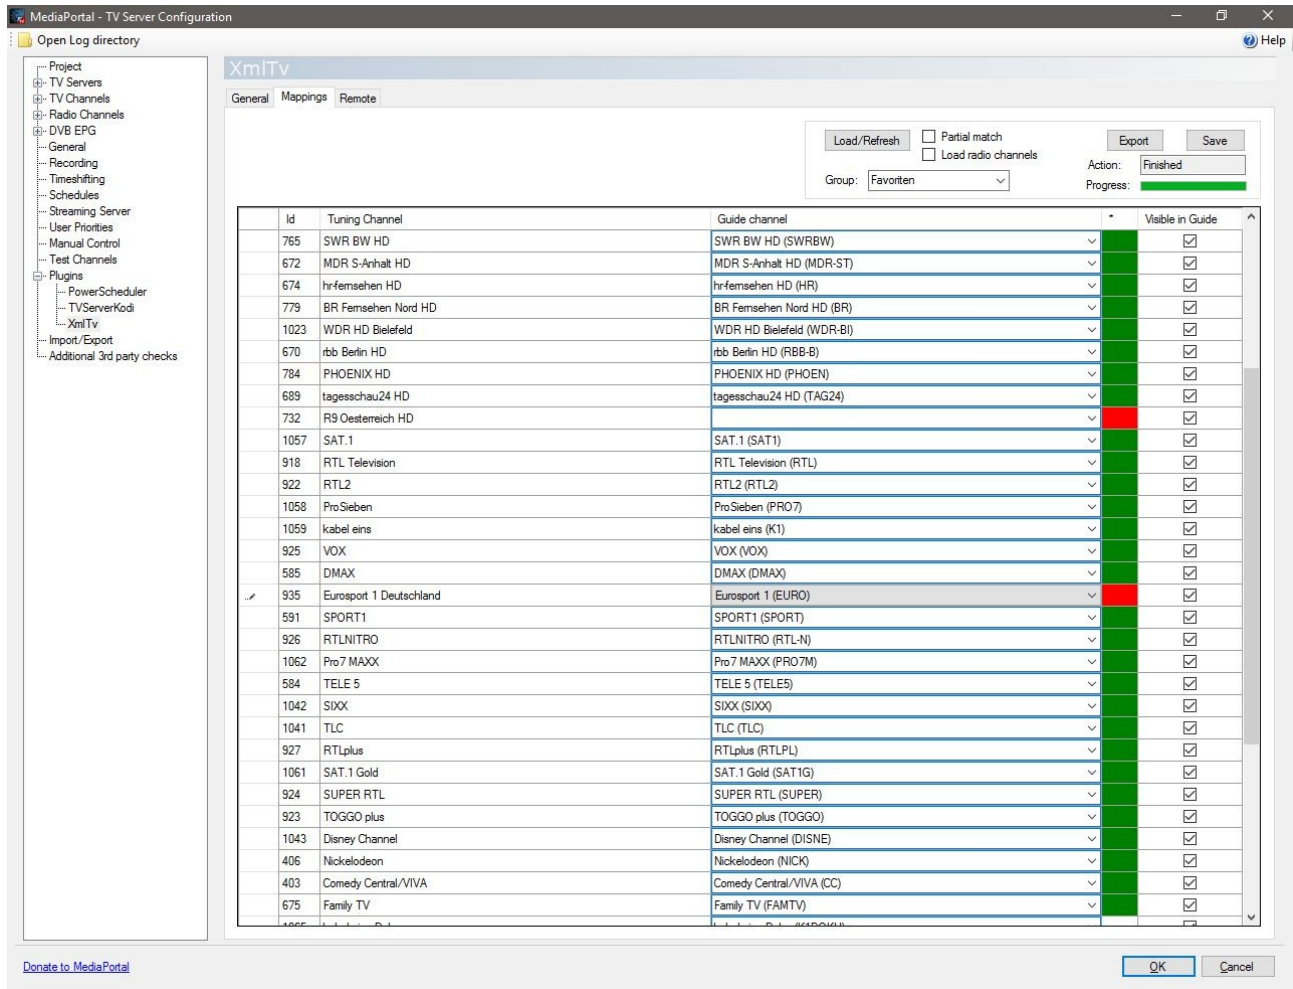 MediaPortal - TV Server Configuration
Open Log directory
Help
Project
TV Servers
TV Channels
Radio Channels
DVB EPG
General
Recording
Timeshifting
Schedules
Streaming Server
User Priorities
Manual Control
Test Channels
Plugins
PowerScheduler
TVServerKodi
XmlTv
Import/Export
Additional 3rd party checks
XmlTv
General Mappings Remote
Load/Refresh Partial match Export Save
Load radio channels
Action: Finished
Group: Favoriten
Progress:
Id Tuning Channel Guide channel * Visible in Guide
765 SWR BW HD SWR BW HD (SWRBW)
672 MDR S-Anhalt HD MDR S-Anhalt HD (MDR-ST)
674 hr-fernsehen HD hr-fernsehen HD (HR)
779 BR Fernsehen Nord HD BR Fernsehen Nord HD (BR)
1023 WDR HD Bielefeld WDR HD Bielefeld (WDR-BI)
670 rbb Berlin HD rbb Berlin HD (RBB-B)
784 PHOENIX HD PHOENIX HD (PHOEN)
689 tagesschau24 HD tagesschau24 HD (TAG24)
732 R9 Oesterreich HD
1057 SAT.1 SAT.1 (SAT1)
918 RTL Television RTL Television (RTL)
922 RTL2 RTL2 (RTL2)
1058 ProSieben ProSieben (PRO7)
1059 kabel eins kabel eins (K1)
925 VOX VOX (VOX)
585 DMAX DMAX (DMAX)
935 Eurosport 1 Deutschland Eurosport 1 (EURO)
591 SPORT1 SPORT1 (SPORT)
926 RTLNITRO RTLNITRO (RTL-N)
1062 Pro7 MAXX Pro7 MAXX (PRO7M)
584 TELE 5 TELE 5 (TELE5)
1042 SIXX SIXX (SIXX)
1041 TLC TLC (TLC)
927 RTLplus RTLplus (RTLPL)
1061 SAT.1 Gold SAT.1 Gold (SAT1G)
924 SUPER RTL SUPER RTL (SUPER)
923 TOGGO plus TOGGO plus (TOGGO)
1043 Disney Channel Disney Channel (DISNE)
406 Nickelodeon Nickelodeon (NICK)
403 Comedy Central/VIVA Comedy Central/VIVA (CC)
675 Family TV Family TV (FAMTV)
Donate to MediaPortal
OK Cancel